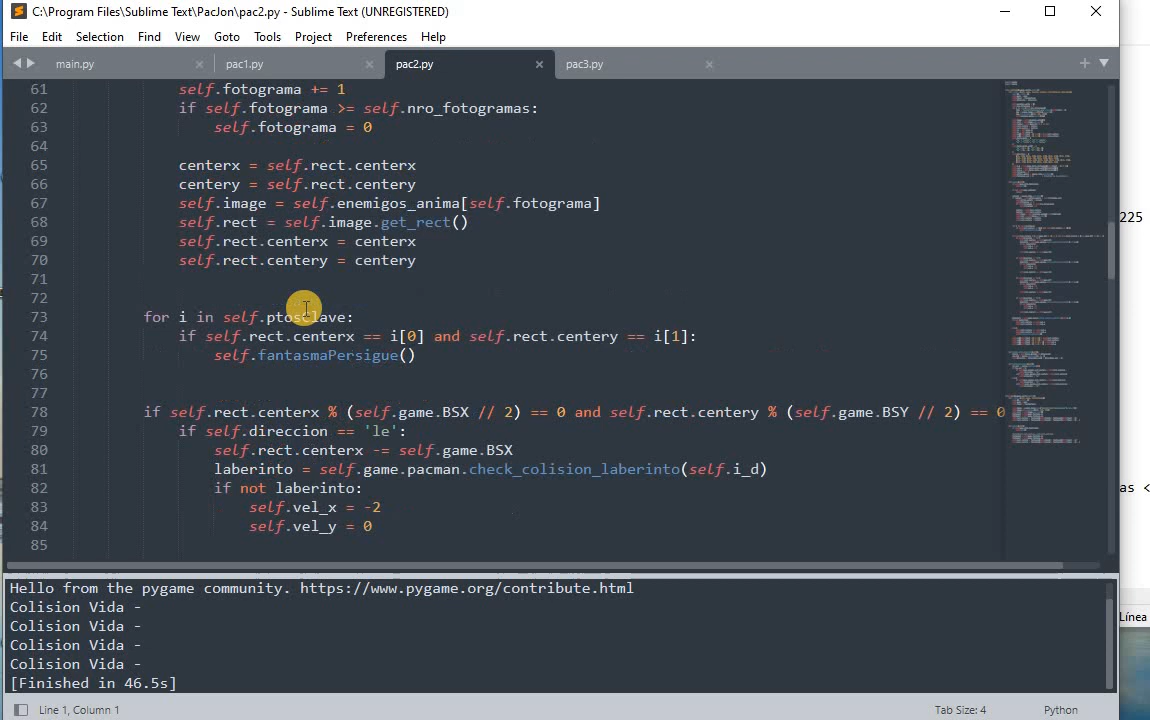 C:\Program Files\Sublime Text\PacJon\pac2.py - Sublime Text (UNREGISTERED)
File Edit Selection Find View Goto Tools Project Preferences Help
main.py pac1.py pac2.py pac3.py
61 self.fotograma += 1
62 if self.fotograma >= self.nro_fotogramas:
63 self.fotograma = 0
64
65 centerx = self.rect.centerx
66 centery = self.rect.centery
67 self.image = self.enemigos_anima[self.fotograma]
68 self.rect = self.image.get_rect()
69 self.rect.centerx = centerx
70 self.rect.centery = centery
71
72
73 for i in self.ptosclave:
74 if self.rect.centerx == i[0] and self.rect.centery == i[1]:
75 self.fantasmaPersigue()
76
77
78 if self.rect.centerx % (self.game.BSX // 2) == 0 and self.rect.centery % (self.game.BSY // 2) == 0
79 if self.direccion == 'le':
80 self.rect.centerx -= self.game.BSX
81 laberinto = self.game.pacman.check_colision_laberinto(self.i_d)
82 if not laberinto:
83 self.vel_x = -2
84 self.vel_y = 0
85
225
as <
Línea
Hello from the pygame community. https://www.pygame.org/contribute.html
Colision Vida -
Colision Vida -
Colision Vida -
Colision Vida -
[Finished in 46.5s]
Line 1, Column 1 Tab Size: 4 Python